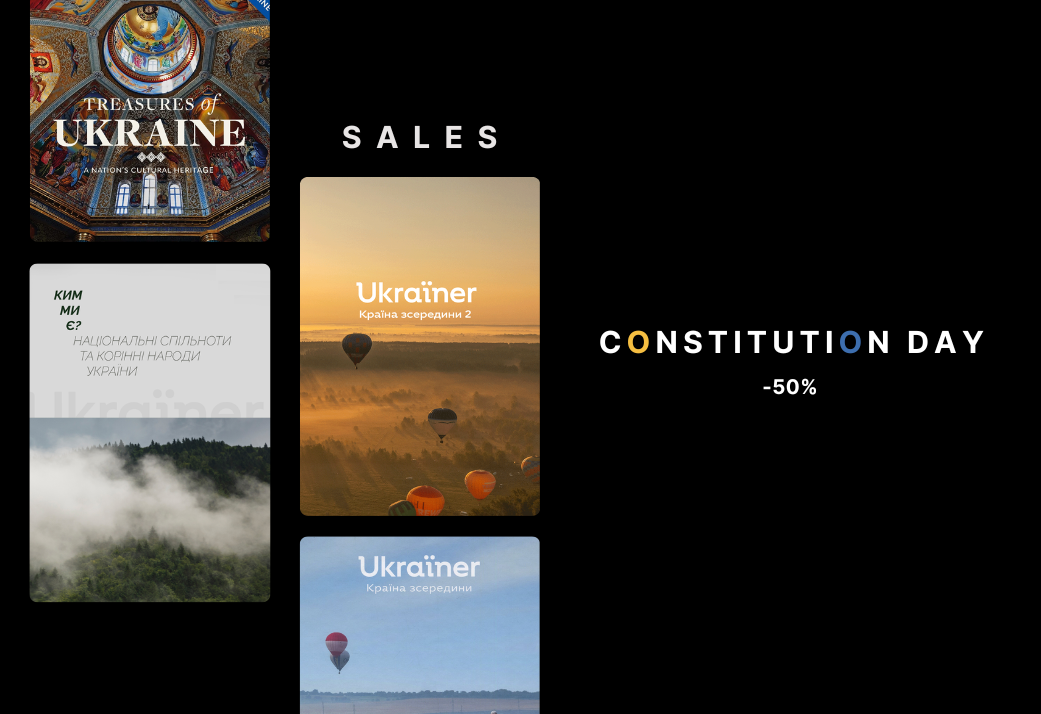 TREASURES of
UKRAINE
A NATION'S CULTURAL HERITAGE
КИМ
МИ
Є?
НАЦІОНАЛЬНІ СПІЛЬНОТИ
ТА КОРІННІ НАРОДИ
УКРАЇНИ
Ukraïner
SALES
Ukraïner
Країна зсередини 2
Ukraïner
Країна зсередини
CONSTITUTION DAY
-50%